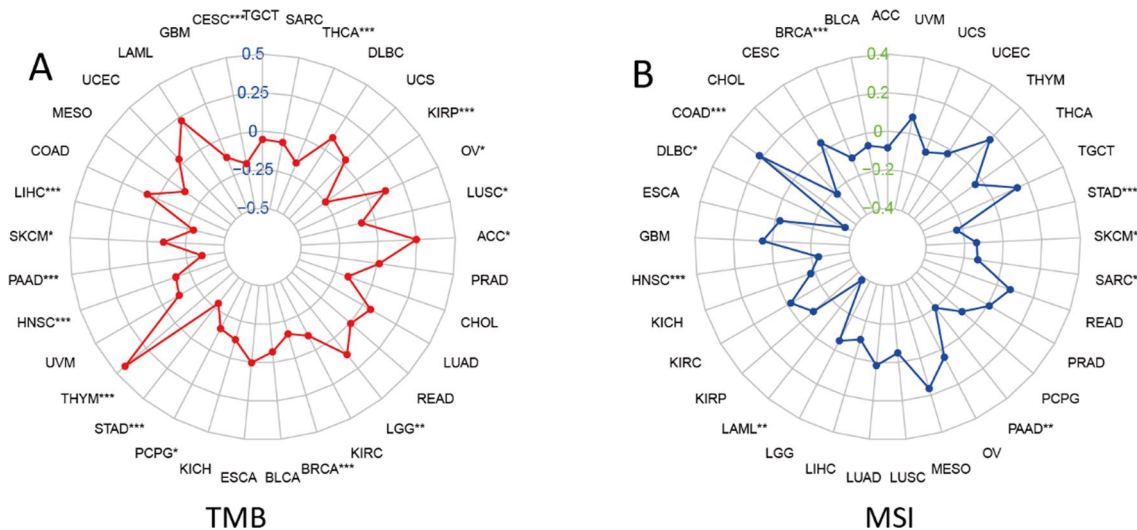 A
TGCT
SARC
THCA***
DLBC
UCS
KIRP***
OV*
LUSC*
ACC*
PRAD
CHOL
LUAD
READ
LGG**
KIRC
BRCA***
BLCA
ESCA
KICH
PCPG*
STAD***
THYM***
UVM
HNSC***
PAAD***
SKCM*
LIHC***
COAD
MESO
UCEC
LAML
GBM
CESC***
0.5
0.25
0
−0.25
−0.5
TMB
B
ACC
UVM
UCS
UCEC
THYM
THCA
TGCT
STAD***
SKCM*
SARC*
READ
PRAD
PCPG
PAAD**
OV
MESO
LUSC
LUAD
LIHC
LGG
LAML**
KIRP
KIRC
KICH
HNSC***
GBM
ESCA
DLBC*
COAD***
CHOL
CESC
BRCA***
BLCA
0.4
0.2
0
−0.2
−0.4
MSI